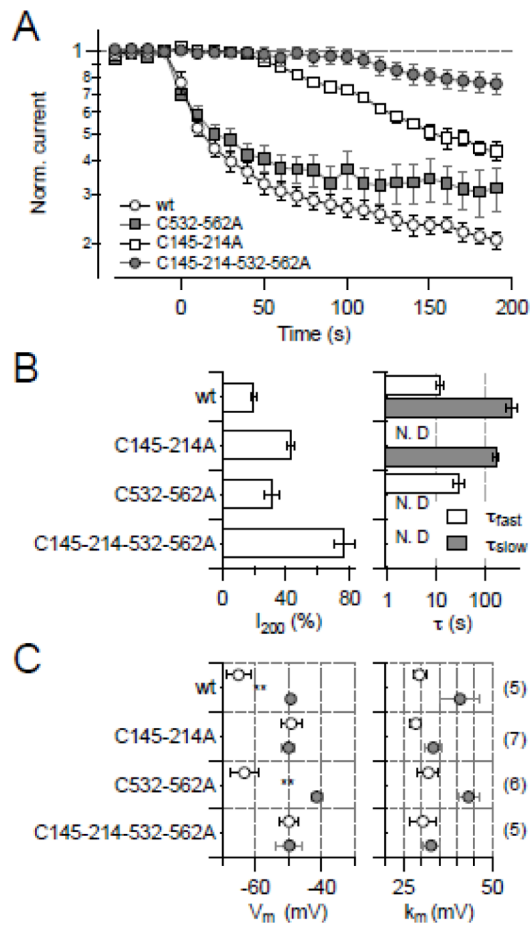 A
Norm. current
1
8
7
6
5
4
3
2
wt
C532-562A
C145-214A
C145-214-532-562A
0 50 100 150 200
Time (s)
B
wt
C145-214A
C532-562A
C145-214-532-562A
N. D
N. D
N. D
τfast
τslow
0 40 80
1 10 100
I200 (%)
τ (s)
C
wt
C145-214A
C532-562A
C145-214-532-562A
**
**
(5)
(7)
(6)
(5)
-60 -40
25 50
Vm (mV)
km (mV)